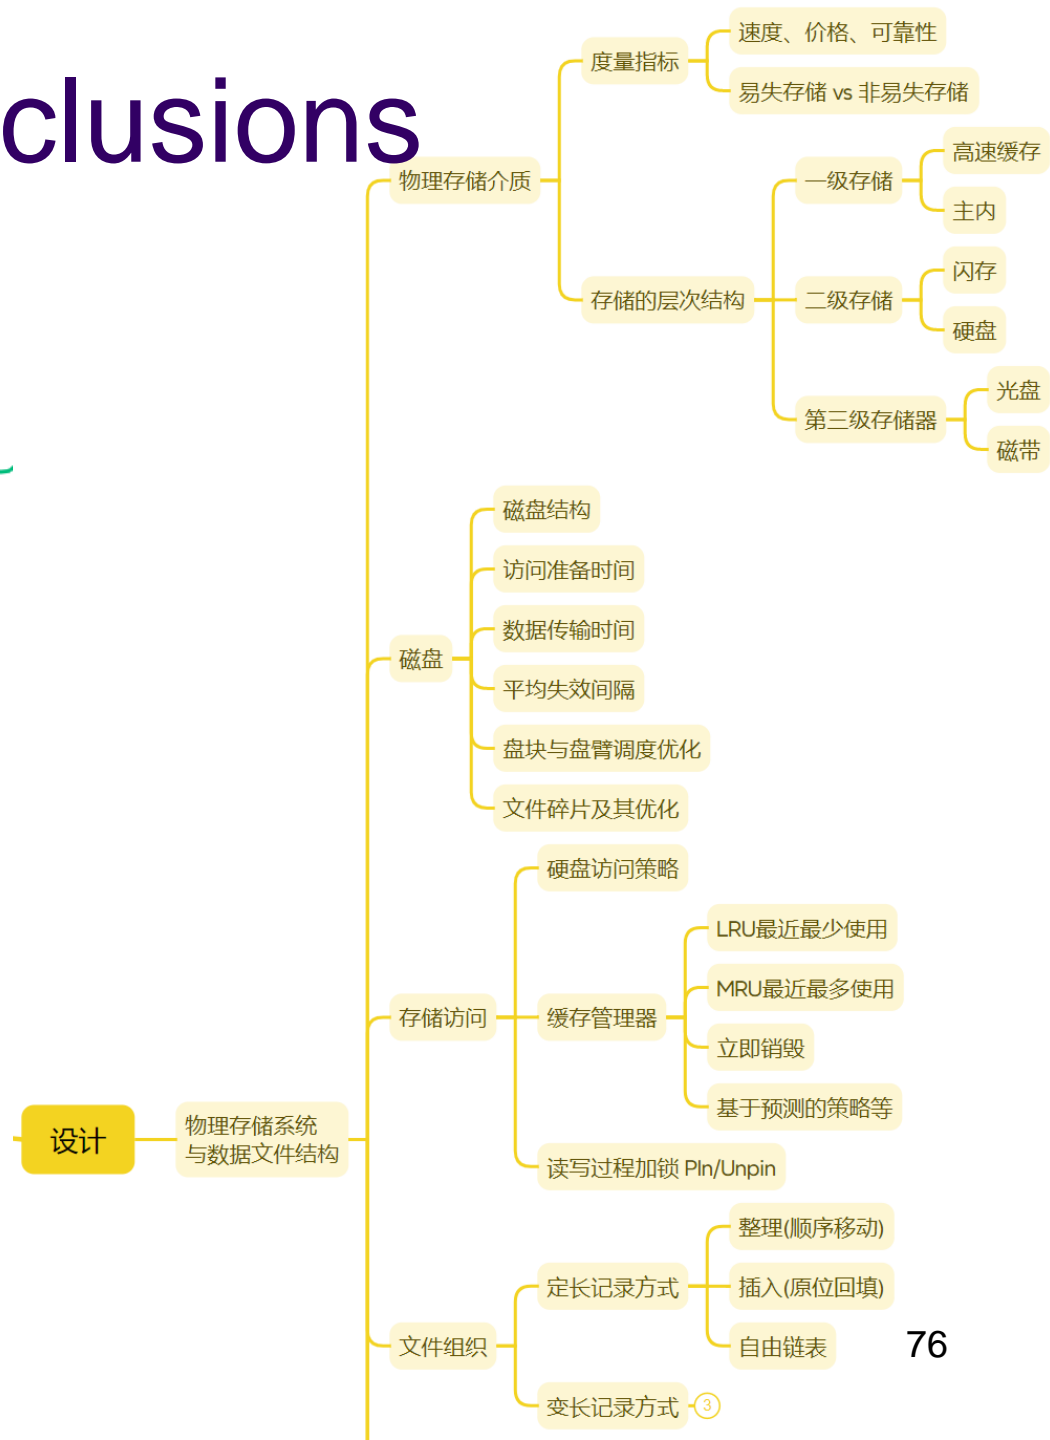 clusions
速度、价格、可靠性
度量指标
易失存储 vs 非易失存储
高速缓存
物理存储介质
一级存储
主内
闪存
存储的层次结构
二级存储
硬盘
光盘
第三级存储器
磁带
磁盘结构
访问准备时间
数据传输时间
磁盘
平均失效间隔
盘块与盘臂调度优化
文件碎片及其优化
硬盘访问策略
LRU最近最少使用
MRU最近最多使用
存储访问
缓存管理器
立即销毁
基于预测的策略等
设计
物理存储系统
与数据文件结构
读写过程加锁 PIn/Unpin
整理(顺序移动)
定长记录方式
插入(原位回填)
文件组织
自由链表
76
变长记录方式
3